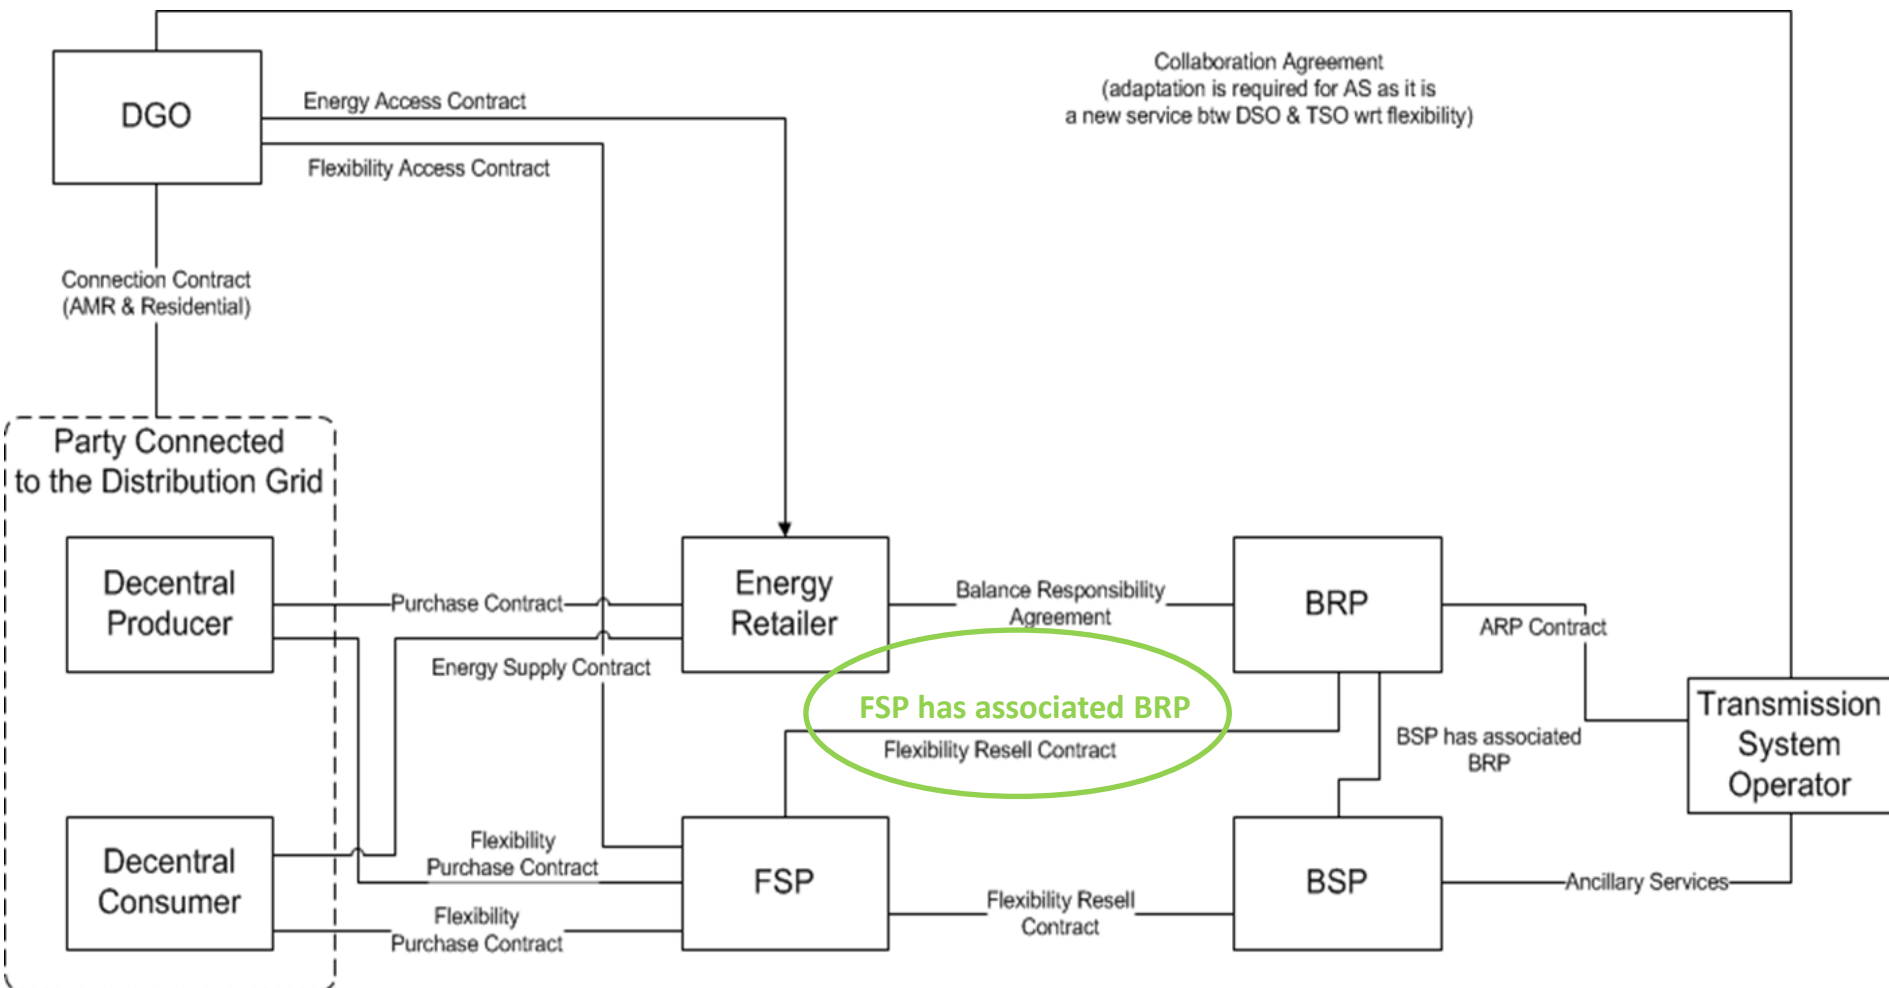 DGO
Energy Access Contract
Flexibility Access Contract
Collaboration Agreement
(adaptation is required for AS as it is
a new service btw DSO & TSO wrt flexibility)
Connection Contract
(AMR & Residential)
Party Connected
to the Distribution Grid
Decentral
Producer
Purchase Contract
Energy Supply Contract
Energy
Retailer
Balance Responsibility
Agreement
BRP
ARP Contract
FSP has associated BRP
Flexibility Resell Contract
BSP has associated
BRP
Transmission
System
Operator
Decentral
Consumer
Flexibility
Purchase Contract
Flexibility
Purchase Contract
FSP
Flexibility Resell
Contract
BSP
Ancillary Services